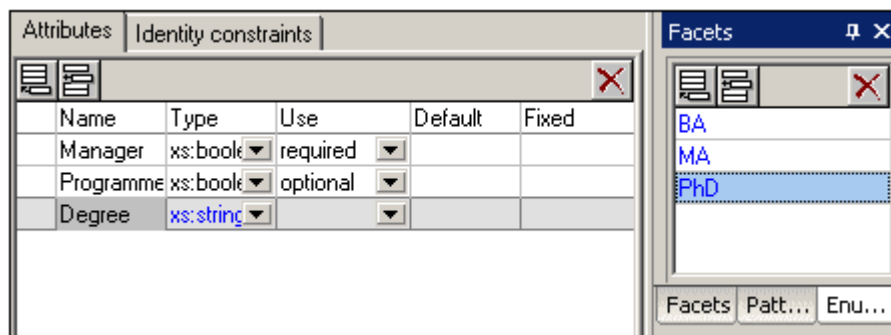 Attributes Identity constraints
Name Type Use Default Fixed
Manager xs:boole required
Programme xs:boole optional
Degree xs:string
Facets
BA
MA
PhD
Facets Patt... Enu...